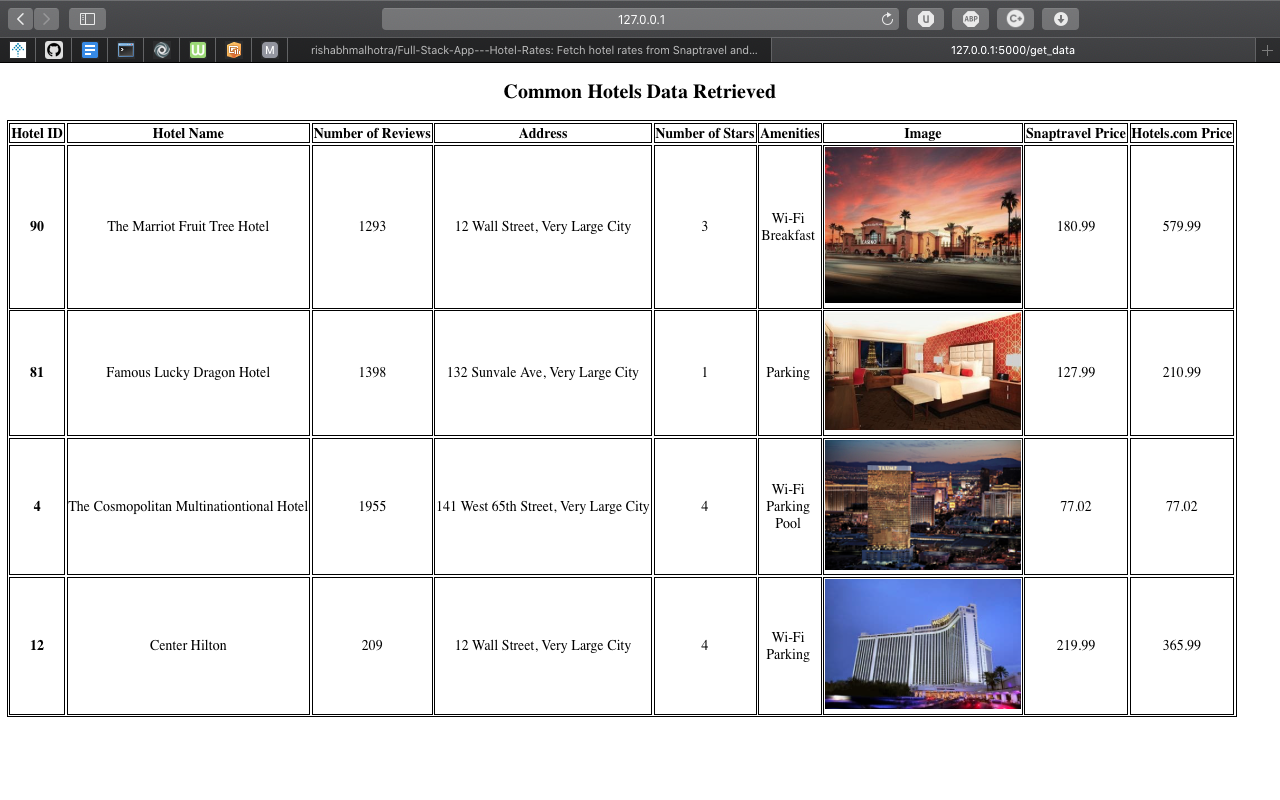 127.0.0.1
U
ABP
C+
W
M
rishabhmalhotra/Full-Stack-App---Hotel-Rates: Fetch hotel rates from Snaptravel and...
127.0.0.1:5000/get_data
Common Hotels Data Retrieved
Hotel ID Hotel Name Number of Reviews Address Number of Stars Amenities Image Snaptravel Price Hotels.com Price
90 The Marriot Fruit Tree Hotel 1293 12 Wall Street, Very Large City 3 Wi-Fi
Breakfast
CASINO
180.99 579.99
81 Famous Lucky Dragon Hotel 1398 132 Sunvale Ave, Very Large City 1 Parking 127.99 210.99
4 The Cosmopolitan Multinationtional Hotel 1955 141 West 65th Street, Very Large City 4 Wi-Fi
Parking
Pool
TRUMP
77.02 77.02
12 Center Hilton 209 12 Wall Street, Very Large City 4 Wi-Fi
Parking
219.99 365.99